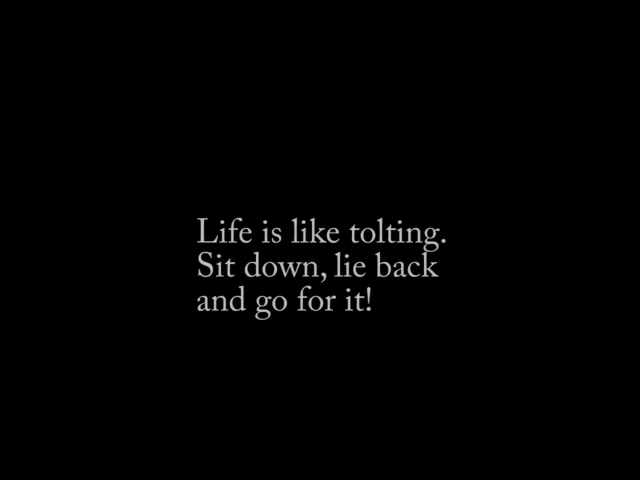 Life is like tolting.
Sit down, lie back
and go for it!